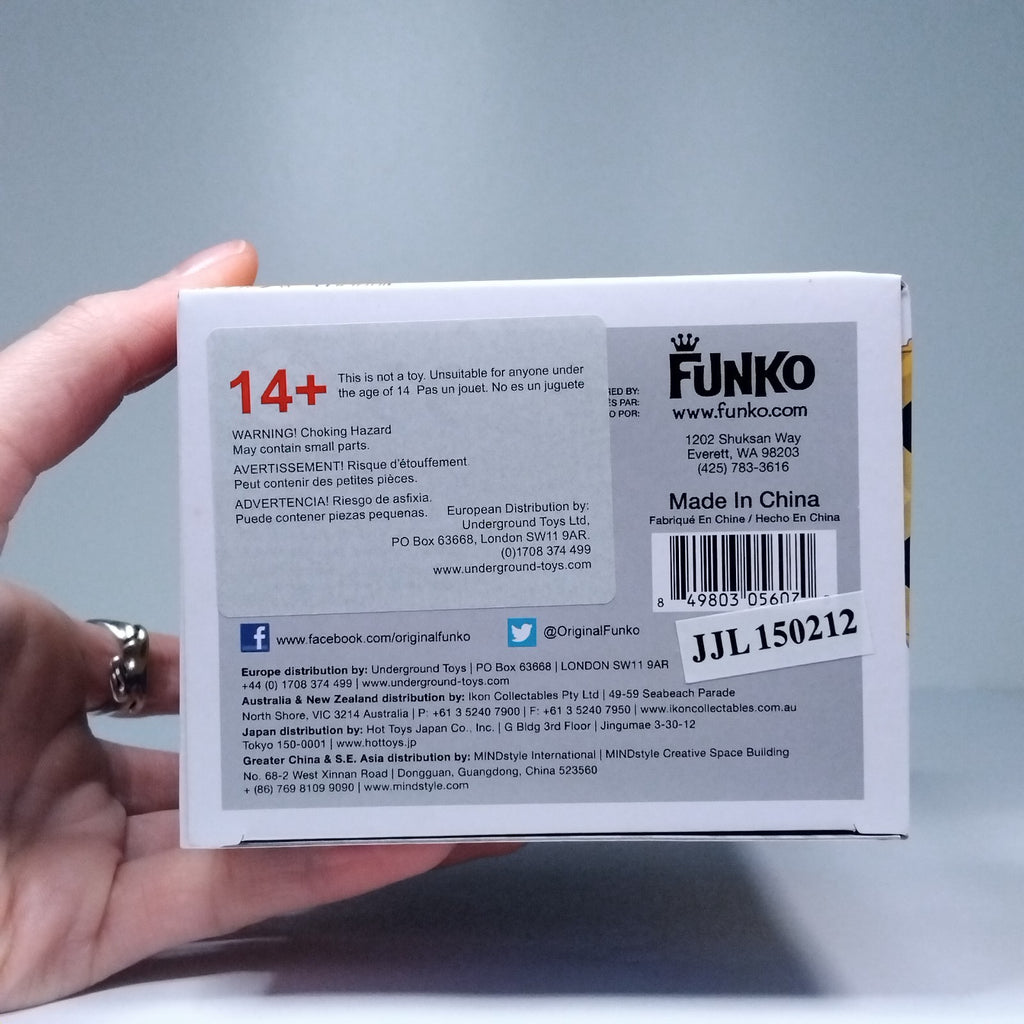 14+
This is not a toy. Unsuitable for anyone under
the age of 14 Pas un jouet. No es un juguete
WARNING! Choking Hazard
May contain small parts.
AVERTISSEMENT! Risque d'étouffement
Peut contenir des petites pièces.
ADVERTENCIA! Riesgo de asfixia.
Puede contener piezas pequenas.
European Distribution by:
Underground Toys Ltd,
PO Box 63668, London SW11 9AR.
(0)1708 374 499
www.underground-toys.com
BY:
PAR:
POR:
FUNKO
www.funko.com
1202 Shuksan Way
Everett, WA 98203
(425) 783-3616
Made In China
Fabriqué En Chine / Hecho En China
8 49803 05607
JJL 150212
f www.facebook.com/originalfunko
@OriginalFunko
Europe distribution by: Underground Toys | PO Box 63668 | LONDON SW11 9AR
+44 (0) 1708 374 499 | www.underground-toys.com
Australia & New Zealand distribution by: Ikon Collectables Pty Ltd | 49-59 Seabeach Parade
North Shore, VIC 3214 Australia | P: +61 3 5240 7900 | F: +61 3 5240 7950 | www.ikoncollectables.com.au
Japan distribution by: Hot Toys Japan Co., Inc. | G Bldg 3rd Floor | Jingumae 3-30-12
Tokyo 150-0001 | www.hottoys.jp
Greater China & S.E. Asia distribution by: MINDstyle International | MINDstyle Creative Space Building
No. 68-2 West Xinnan Road | Dongguan, Guangdong, China 523560
+ (86) 769 8109 9090 | www.mindstyle.com